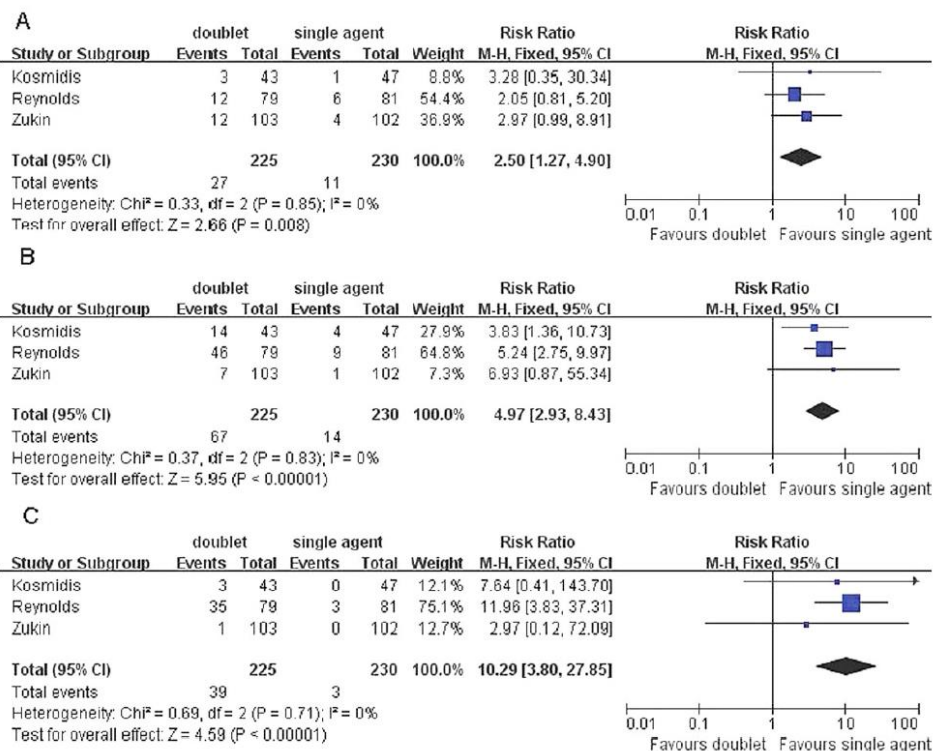 A
doublet single agent Risk Ratio Risk Ratio
Study or Subgroup Events Total Events Total Weight M-H, Fixed, 95% CI M-H, Fixed, 95% CI
Kosmidis 3 43 1 47 8.8% 3.28 [0.35, 30.34]
Reynolds 12 79 6 81 54.4% 2.05 [0.81, 5.20]
Zukin 12 103 4 102 36.9% 2.97 [0.99, 8.91]
Total (95% CI) 225 230 100.0% 2.50 [1.27, 4.90]
Total events 27 11
Heterogeneity: Chi² = 0.33, df = 2 (P = 0.85); I² = 0%
Test for overall effect: Z = 2.66 (P = 0.008)
0.01 0.1 1 10 100
Favours doublet Favours single agent
B
doublet single agent Risk Ratio Risk Ratio
Study or Subgroup Events Total Events Total Weight M-H, Fixed, 95% CI M-H, Fixed, 95% CI
Kosmidis 14 43 4 47 27.9% 3.83 [1.36, 10.73]
Reynolds 46 79 9 81 64.8% 5.24 [2.75, 9.97]
Zukin 7 103 1 102 7.3% 6.93 [0.87, 55.34]
Total (95% CI) 225 230 100.0% 4.97 [2.93, 8.43]
Total events 67 14
Heterogeneity: Chi² = 0.37, df = 2 (P = 0.83); I² = 0%
Test for overall effect: Z = 5.95 (P < 0.00001)
0.01 0.1 1 10 100
Favours doublet Favours single agent
C
doublet single agent Risk Ratio Risk Ratio
Study or Subgroup Events Total Events Total Weight M-H, Fixed, 95% CI M-H, Fixed, 95% CI
Kosmidis 3 43 0 47 12.1% 7.64 [0.41, 143.70]
Reynolds 35 79 3 81 75.1% 11.96 [3.83, 37.31]
Zukin 1 103 0 102 12.7% 2.97 [0.12, 72.09]
Total (95% CI) 225 230 100.0% 10.29 [3.80, 27.85]
Total events 39 3
Heterogeneity: Chi² = 0.69, df = 2 (P = 0.71); I² = 0%
Test for overall effect: Z = 4.59 (P < 0.00001)
0.01 0.1 1 10 100
Favours doublet Favours single agent